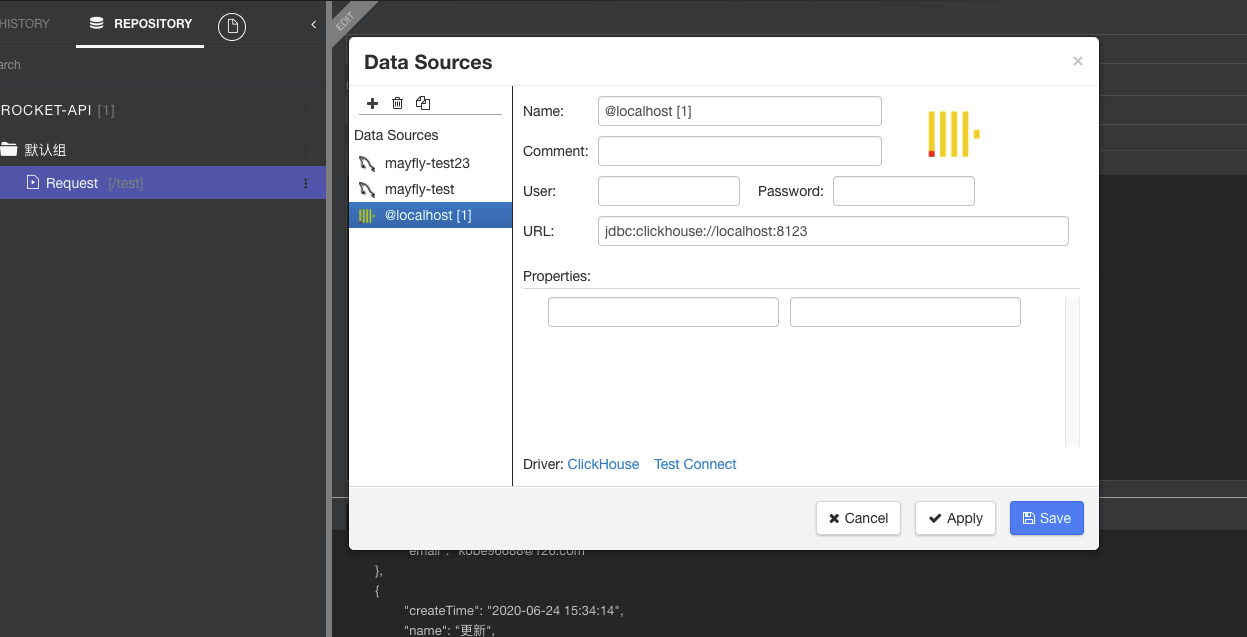 HISTORY
REPOSITORY
EDIT
arch
ROCKET-API [1]
默认组
Request [/test]
Data Sources
×
Data Sources
mayfly-test23
mayfly-test
@localhost [1]
Name: @localhost [1]
Comment:
User: Password:
URL: jdbc:clickhouse://localhost:8123
Properties:
Driver: ClickHouse Test Connect
Cancel Apply Save
"email": "kobe96688@126.com"
},
{
"createTime": "2020-06-24 15:34:14",
"name": "更新",